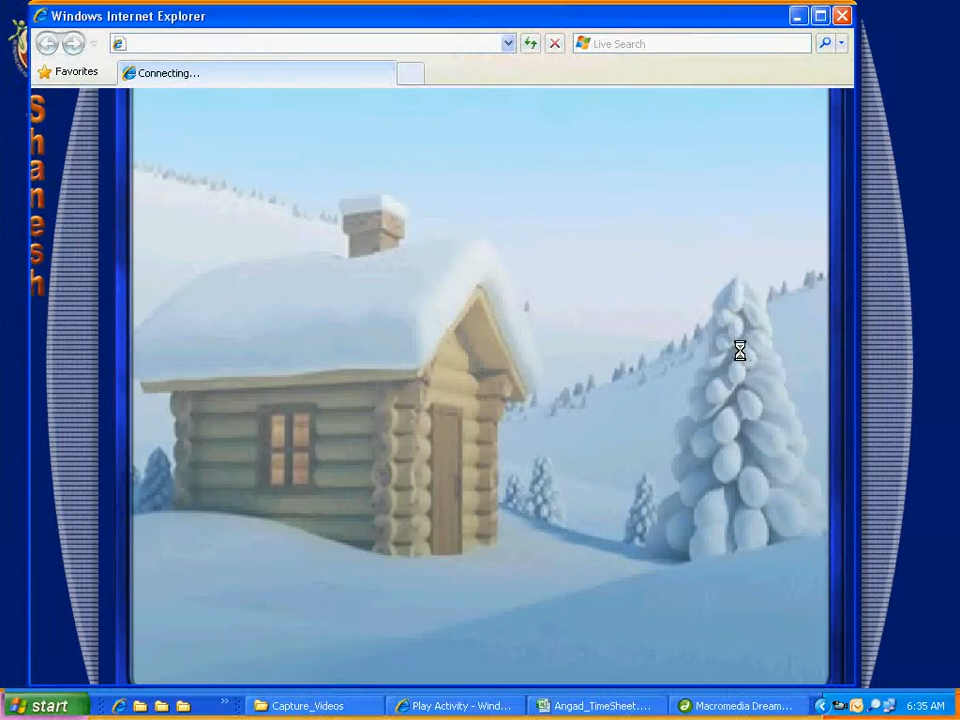 Windows Internet Explorer
Live Search
Favorites
Connecting...
Shanesh
start
Capture_Videos
Play Activity - Wind...
Angad_TimeSheet....
Macromedia Dream...
6:35 AM